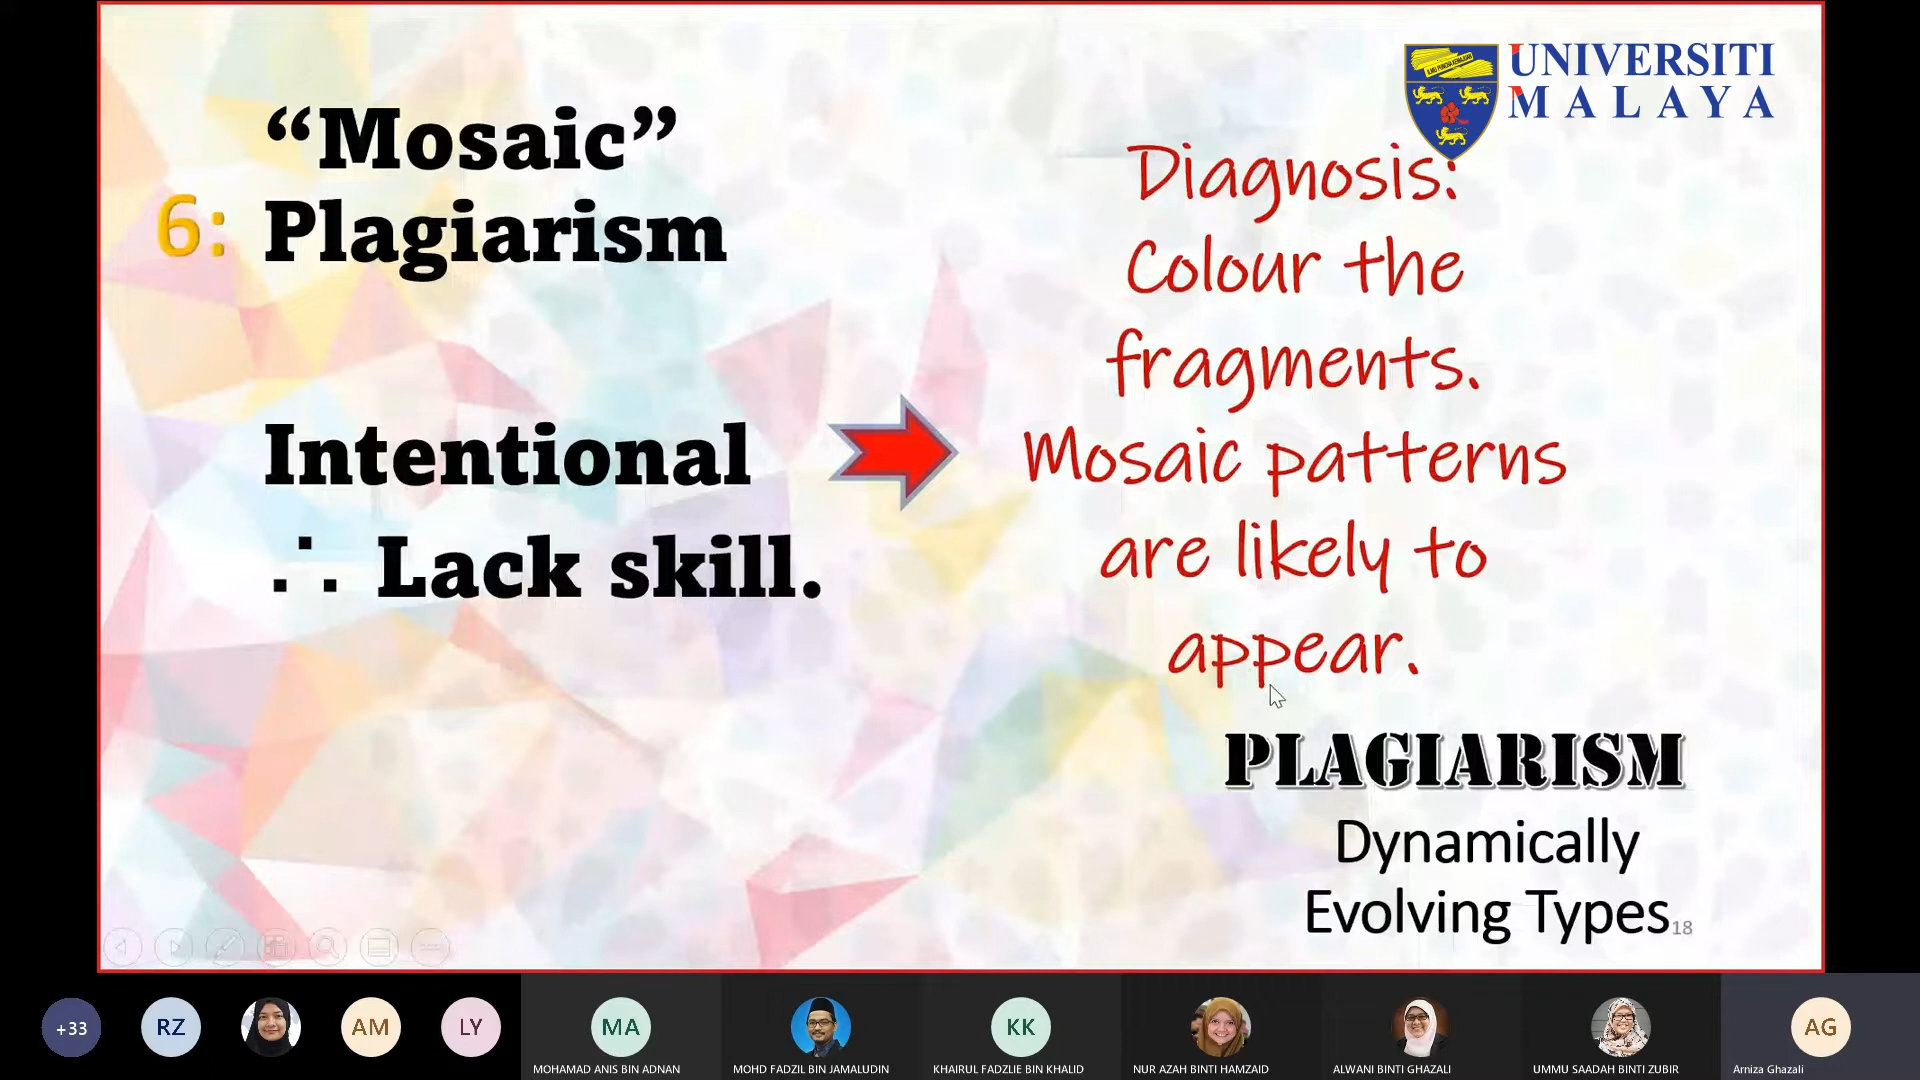 UNIVERSITI
MALAYA
“Mosaic”
6: Plagiarism
Intentional
∴ Lack skill.
Diagnosis:
Colour the
fragments.
Mosaic patterns
are likely to
appear.
PLAGIARISM
Dynamically
Evolving Types
18
+33
RZ
AM
LY
MA
MOHAMAD ANIS BIN ADNAN
MOHD FADZIL BIN JAMALUDIN
KK
KHAIRUL FADZLIE BIN KHALID
NUR AZAH BINTI HAMZAID
ALWANI BINTI GHAZALI
UMMU SAADAH BINTI ZUBIR
AG
Arniza Ghazali